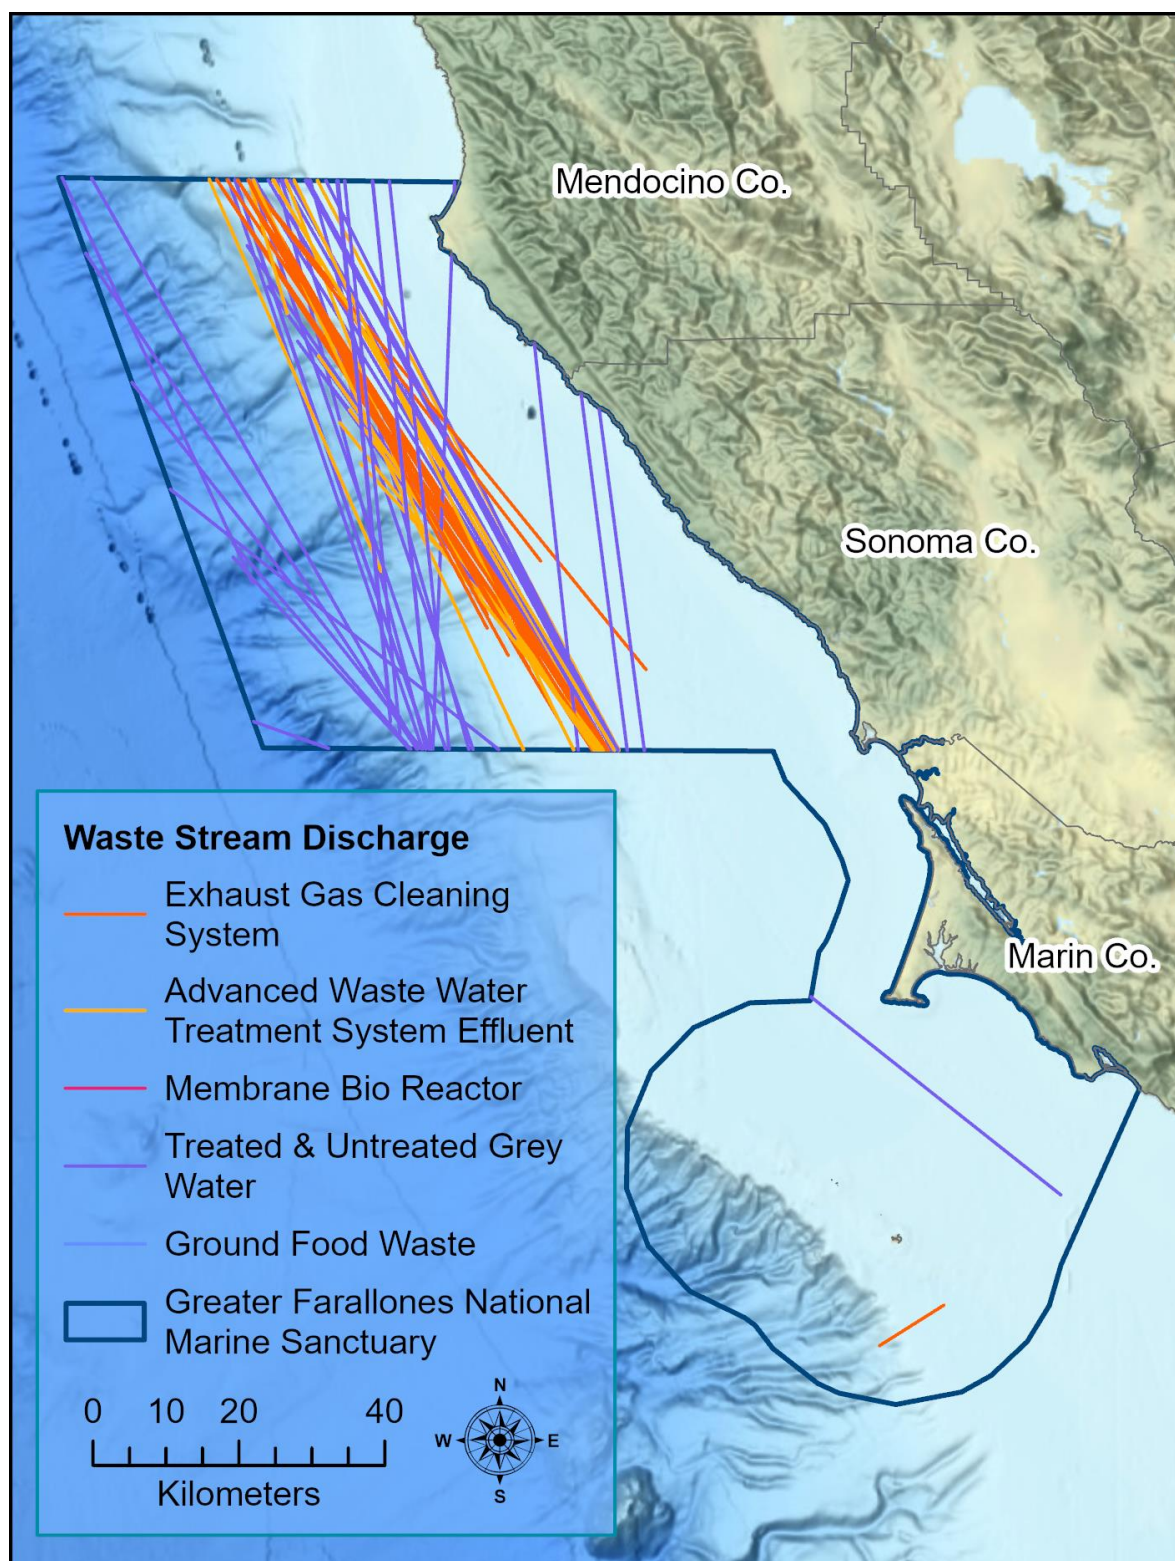 Mendocino Co.
Sonoma Co.
Marin Co.
Waste Stream Discharge
Exhaust Gas Cleaning
System
Advanced Waste Water
Treatment System Effluent
Membrane Bio Reactor
Treated & Untreated Grey
Water
Ground Food Waste
Greater Farallones National
Marine Sanctuary
0 10 20 40
Kilometers
N
W E
S